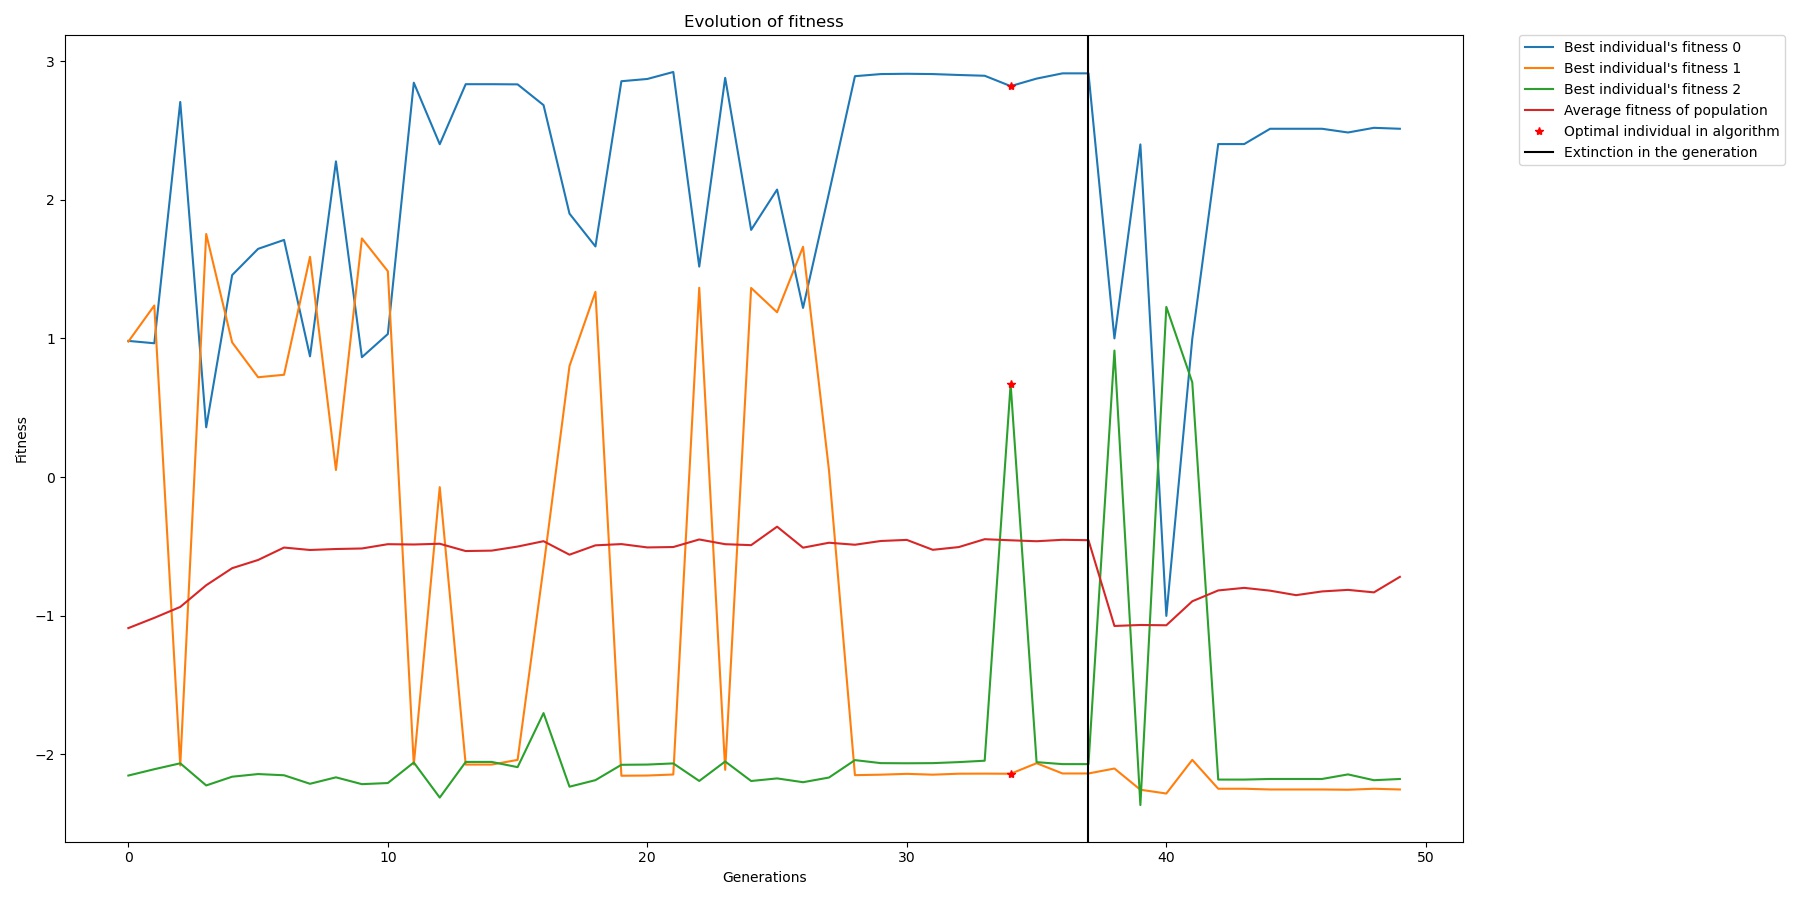 Evolution of fitness
Best individual's fitness 0
Best individual's fitness 1
Best individual's fitness 2
Average fitness of population
Optimal individual in algorithm
Extinction in the generation
Fitness
3
2
1
0
−1
−2
0 10 20 30 40 50
Generations